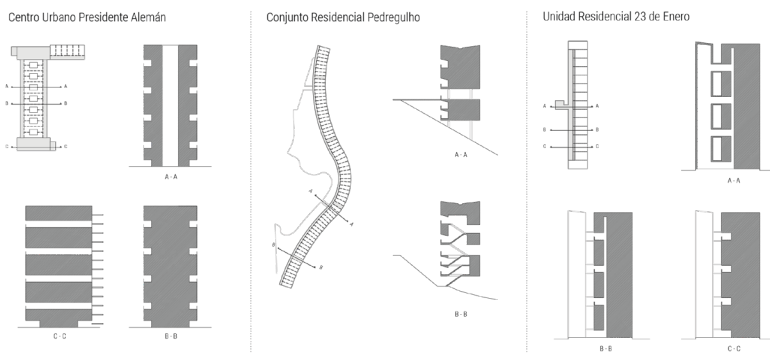 Centro Urbano Presidente Alemán
A A
B B
C C
A - A
C - C
B - B
Conjunto Residencial Pedregulho
A
A
B
B
A - A
B - B
Unidad Residencial 23 de Enero
A A
B B
C C
A - A
B - B
C - C